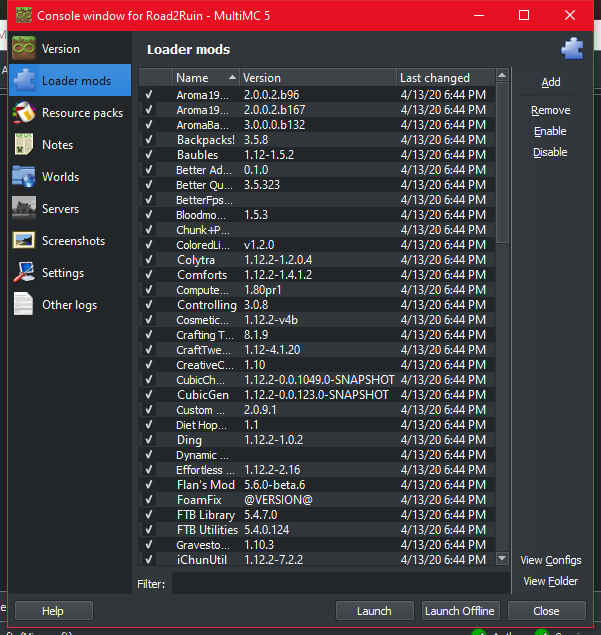 Console window for Road2Ruin - MultiMC 5
Version
Loader mods
Resource packs
Notes
Worlds
Servers
Screenshots
Settings
Other logs
Loader mods
Name Version Last changed
Aroma19... 2.0.0.2.b96 4/13/20 6:44 PM
Aroma19... 2.0.0.2.b167 4/13/20 6:44 PM
AromaBa... 3.0.0.0.b132 4/13/20 6:44 PM
Backpacks! 3.5.8 4/13/20 6:44 PM
Baubles 1.12-1.5.2 4/13/20 6:44 PM
Better Ad... 0.1.0 4/13/20 6:44 PM
Better Qu... 3.5.323 4/13/20 6:44 PM
BetterFps... 4/13/20 6:44 PM
Bloodmo... 1.5.3 4/13/20 6:44 PM
Chunk+P... 4/13/20 6:44 PM
ColoredLi... v1.2.0 4/13/20 6:44 PM
Colytra 1.12.2-1.2.0.4 4/13/20 6:44 PM
Comforts 1.12.2-1.4.1.2 4/13/20 6:44 PM
Compute... 1.80pr1 4/13/20 6:44 PM
Controlling 3.0.8 4/13/20 6:44 PM
Cosmetic... 1.12.2-v4b 4/13/20 6:44 PM
Crafting T... 8.1.9 4/13/20 6:44 PM
CraftTwe... 1.12-4.1.20 4/13/20 6:44 PM
CreativeC... 1.10 4/13/20 6:44 PM
CubicCh... 1.12.2-0.0.1049.0-SNAPSHOT 4/13/20 6:44 PM
CubicGen 1.12.2-0.0.123.0-SNAPSHOT 4/13/20 6:44 PM
Custom ... 2.0.9.1 4/13/20 6:44 PM
Diet Hop... 1.1 4/13/20 6:44 PM
Ding 1.12.2-1.0.2 4/13/20 6:44 PM
Dynamic ... 4/13/20 6:44 PM
Effortless ... 1.12.2-2.16 4/13/20 6:44 PM
Flan's Mod 5.6.0-beta.6 4/13/20 6:44 PM
FoamFix @VERSION@ 4/13/20 6:44 PM
FTB Library 5.4.7.0 4/13/20 6:44 PM
FTB Utilities 5.4.0.124 4/13/20 6:44 PM
Gravesto... 1.10.3 4/13/20 6:44 PM
iChunUtil 1.12.2-7.2.2 4/13/20 6:44 PM
Filter:
Add
Remove
Enable
Disable
View Configs
View Folder
Help
Launch
Launch Offline
Close